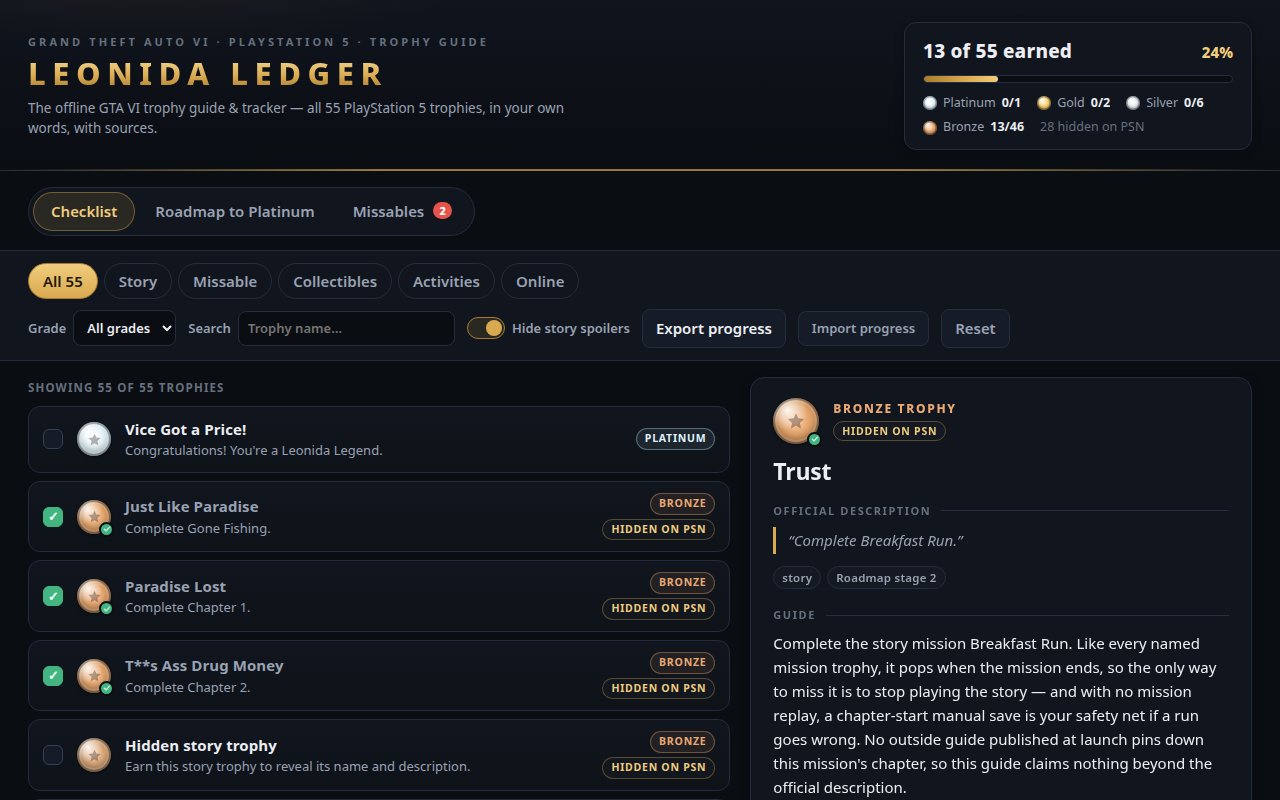 GRAND THEFT AUTO VI · PLAYSTATION 5 · TROPHY GUIDE
LEONIDA LEDGER
The offline GTA VI trophy guide & tracker — all 55 PlayStation 5 trophies, in your own
words, with sources.
13 of 55 earned
24%
Platinum 0/1 Gold 0/2 Silver 0/6
Bronze 13/46 28 hidden on PSN
Checklist Roadmap to Platinum Missables 2
All 55 Story Missable Collectibles Activities Online
Grade All grades Search Trophy name... Hide story spoilers Export progress Import progress Reset
SHOWING 55 OF 55 TROPHIES
Vice Got a Price!
Congratulations! You're a Leonida Legend.
PLATINUM
Just Like Paradise
Complete Gone Fishing.
BRONZE
HIDDEN ON PSN
Paradise Lost
Complete Chapter 1.
BRONZE
HIDDEN ON PSN
T**s Ass Drug Money
Complete Chapter 2.
BRONZE
HIDDEN ON PSN
Hidden story trophy
Earn this story trophy to reveal its name and description.
BRONZE
HIDDEN ON PSN
BRONZE TROPHY
HIDDEN ON PSN
Trust
OFFICIAL DESCRIPTION
“Complete Breakfast Run.”
story Roadmap stage 2
GUIDE
Complete the story mission Breakfast Run. Like every named
mission trophy, it pops when the mission ends, so the only way
to miss it is to stop playing the story — and with no mission
replay, a chapter-start manual save is your safety net if a run
goes wrong. No outside guide published at launch pins down
this mission's chapter, so this guide claims nothing beyond the
official description.